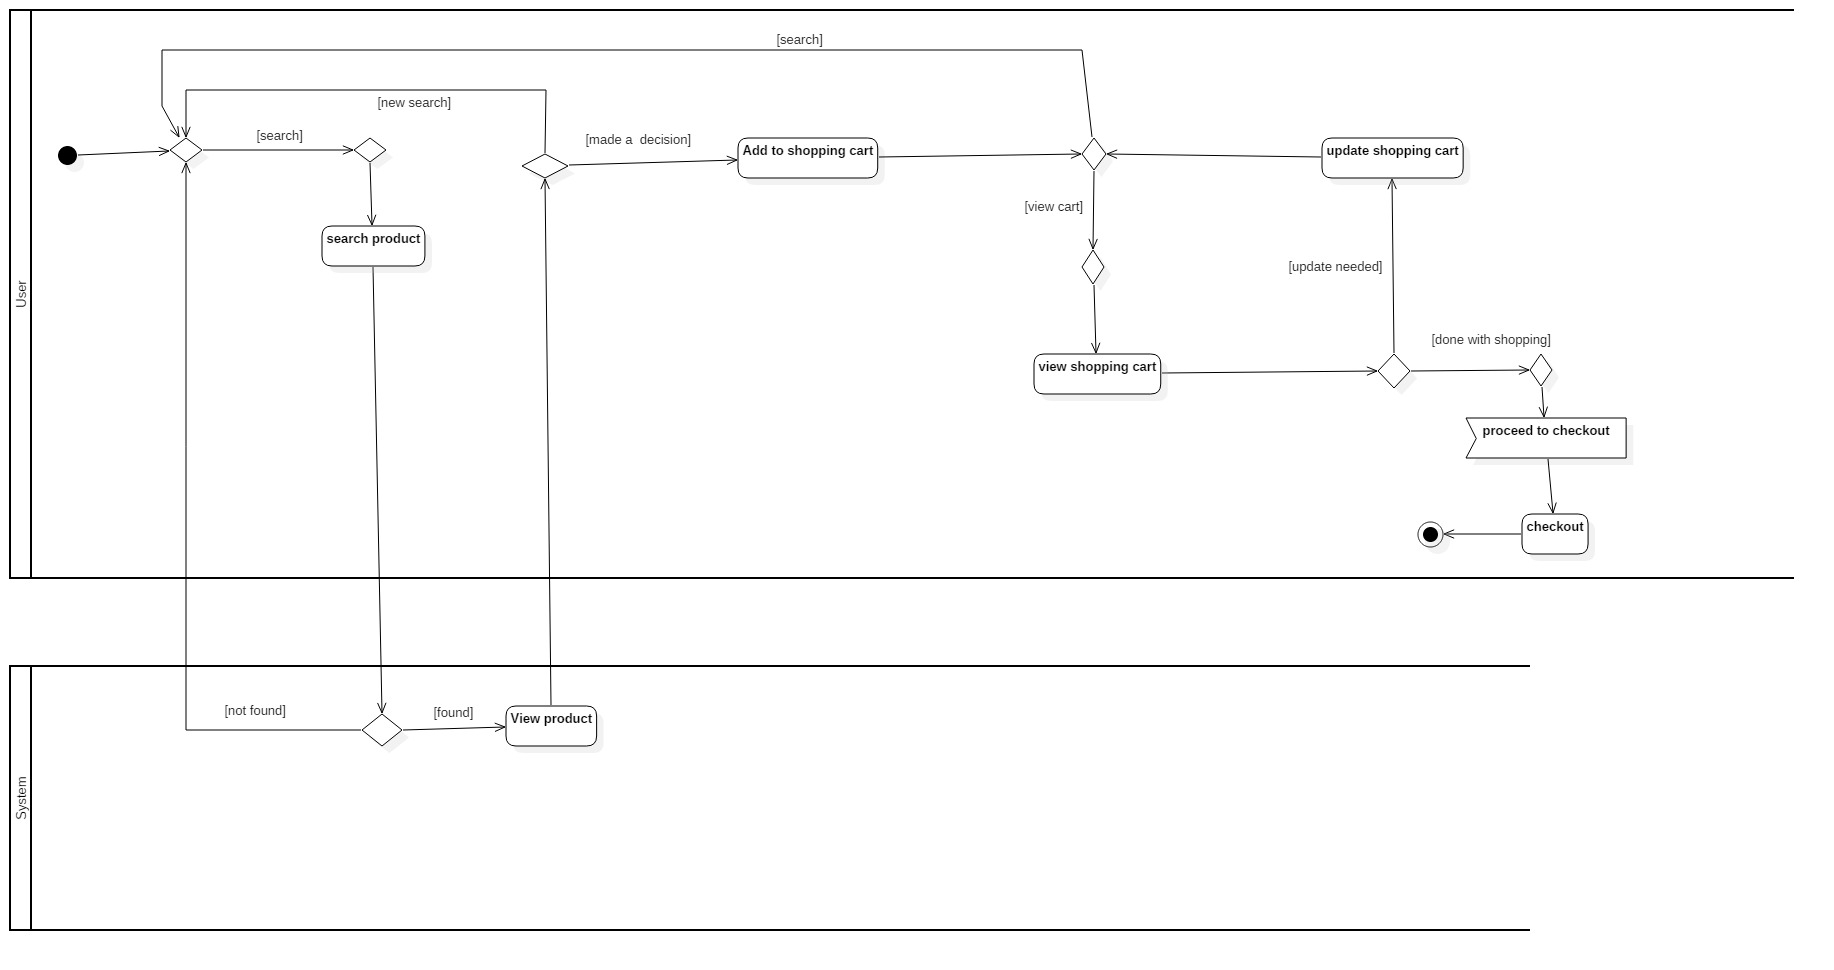 [search]
[new search]
[search]
[made a  decision]
Add to shopping cart
update shopping cart
[view cart]
search product
[update needed]
User
[done with shopping]
view shopping cart
proceed to checkout
checkout
[not found]
[found]
View product
System